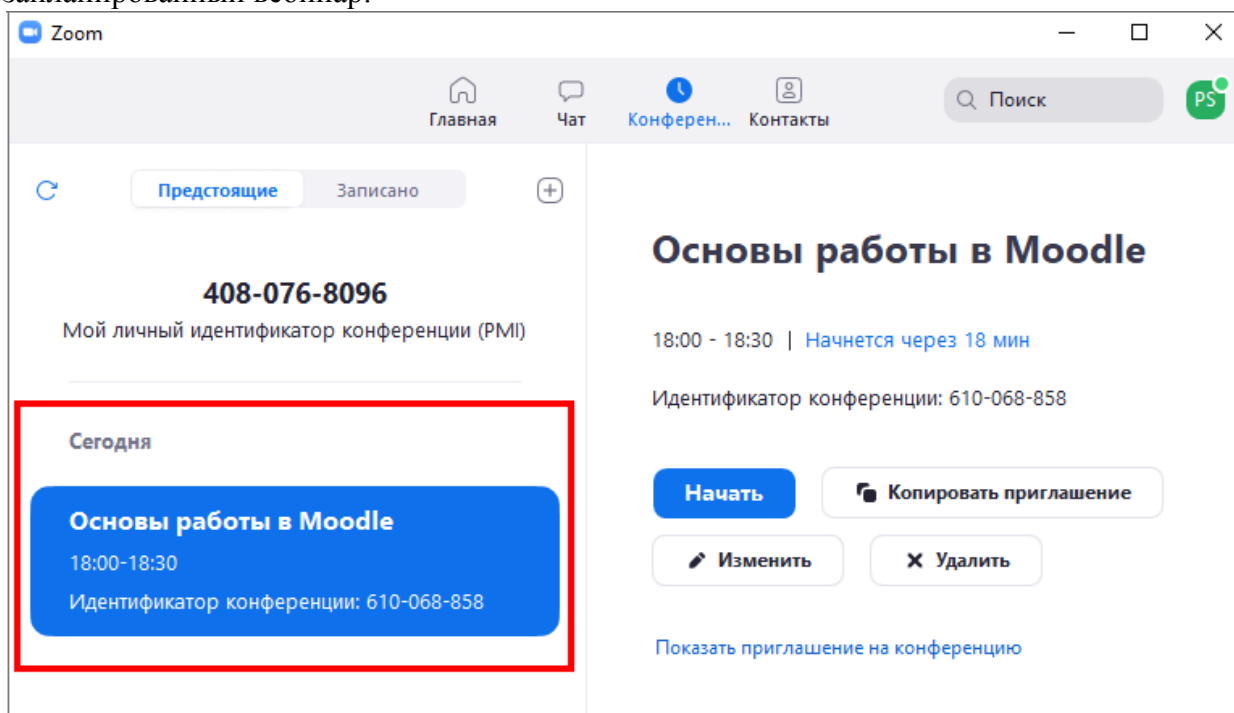 запланированный вебинар:
Zoom
Главная
Чат
Конферен...
Контакты
Поиск
PS
Предстоящие
Записано
408-076-8096
Мой личный идентификатор конференции (PMI)
Сегодня
Основы работы в Moodle
18:00-18:30
Идентификатор конференции: 610-068-858
Основы работы в Moodle
18:00 - 18:30 | Начнется через 18 мин
Идентификатор конференции: 610-068-858
Начать
Копировать приглашение
Изменить
Удалить
Показать приглашение на конференцию